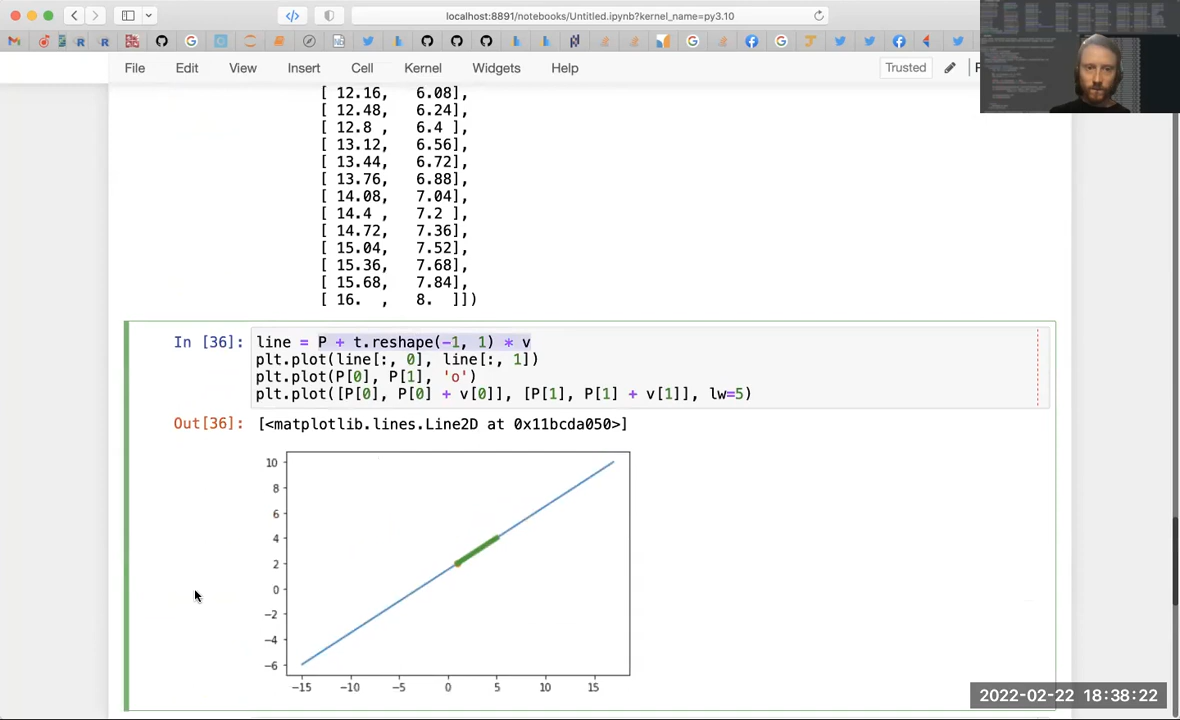 localhost:8891/notebooks/Untitled.ipynb?kernel_name=py3.10
File Edit View Insert Cell Kernel Widgets Help Trusted
[ 12.16, 6.08],
[ 12.48, 6.24],
[ 12.8 , 6.4 ],
[ 13.12, 6.56],
[ 13.44, 6.72],
[ 13.76, 6.88],
[ 14.08, 7.04],
[ 14.4 , 7.2 ],
[ 14.72, 7.36],
[ 15.04, 7.52],
[ 15.36, 7.68],
[ 15.68, 7.84],
[ 16. , 8. ]])
In [36]: line = P + t.reshape(-1, 1) * v
plt.plot(line[:, 0], line[:, 1])
plt.plot(P[0], P[1], 'o')
plt.plot([P[0], P[0] + v[0]], [P[1], P[1] + v[1]], lw=5)
Out[36]: [<matplotlib.lines.Line2D at 0x11bcda050>]
10
8
6
4
2
0
−2
−4
−6
−15 −10 −5 0 5 10 15
2022-02-22 18:38:22